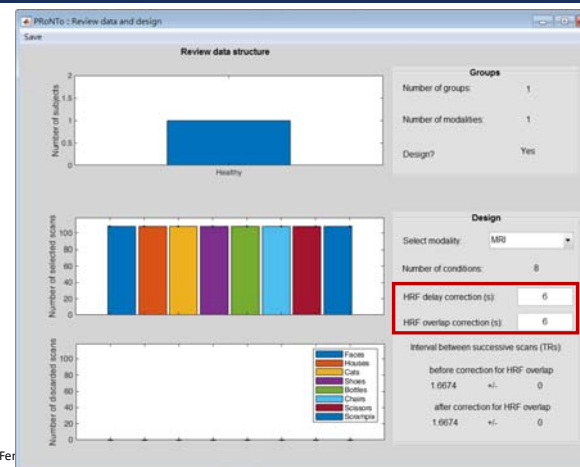 PRoNTo :: Review data and design
Save
Review data structure
Number of subjects
2
1.5
1
0.5
0
Healthy
Groups
Number of groups: 1
Number of modalities: 1
Design? Yes
Number of selected scans
100
80
60
40
20
0
Design
Select modality: MRI
Number of conditions: 8
HRF delay correction (s): 6
HRF overlap correction (s): 6
Interval between successive scans (TRs)
before correction for HRF overlap
1.6674 +/- 0
after correction for HRF overlap
1.6674 +/- 0
Number of discarded scans
100
80
60
40
20
0
Faces
Houses
Cats
Shoes
Bottles
Chairs
Scissors
Scrampix
Fer